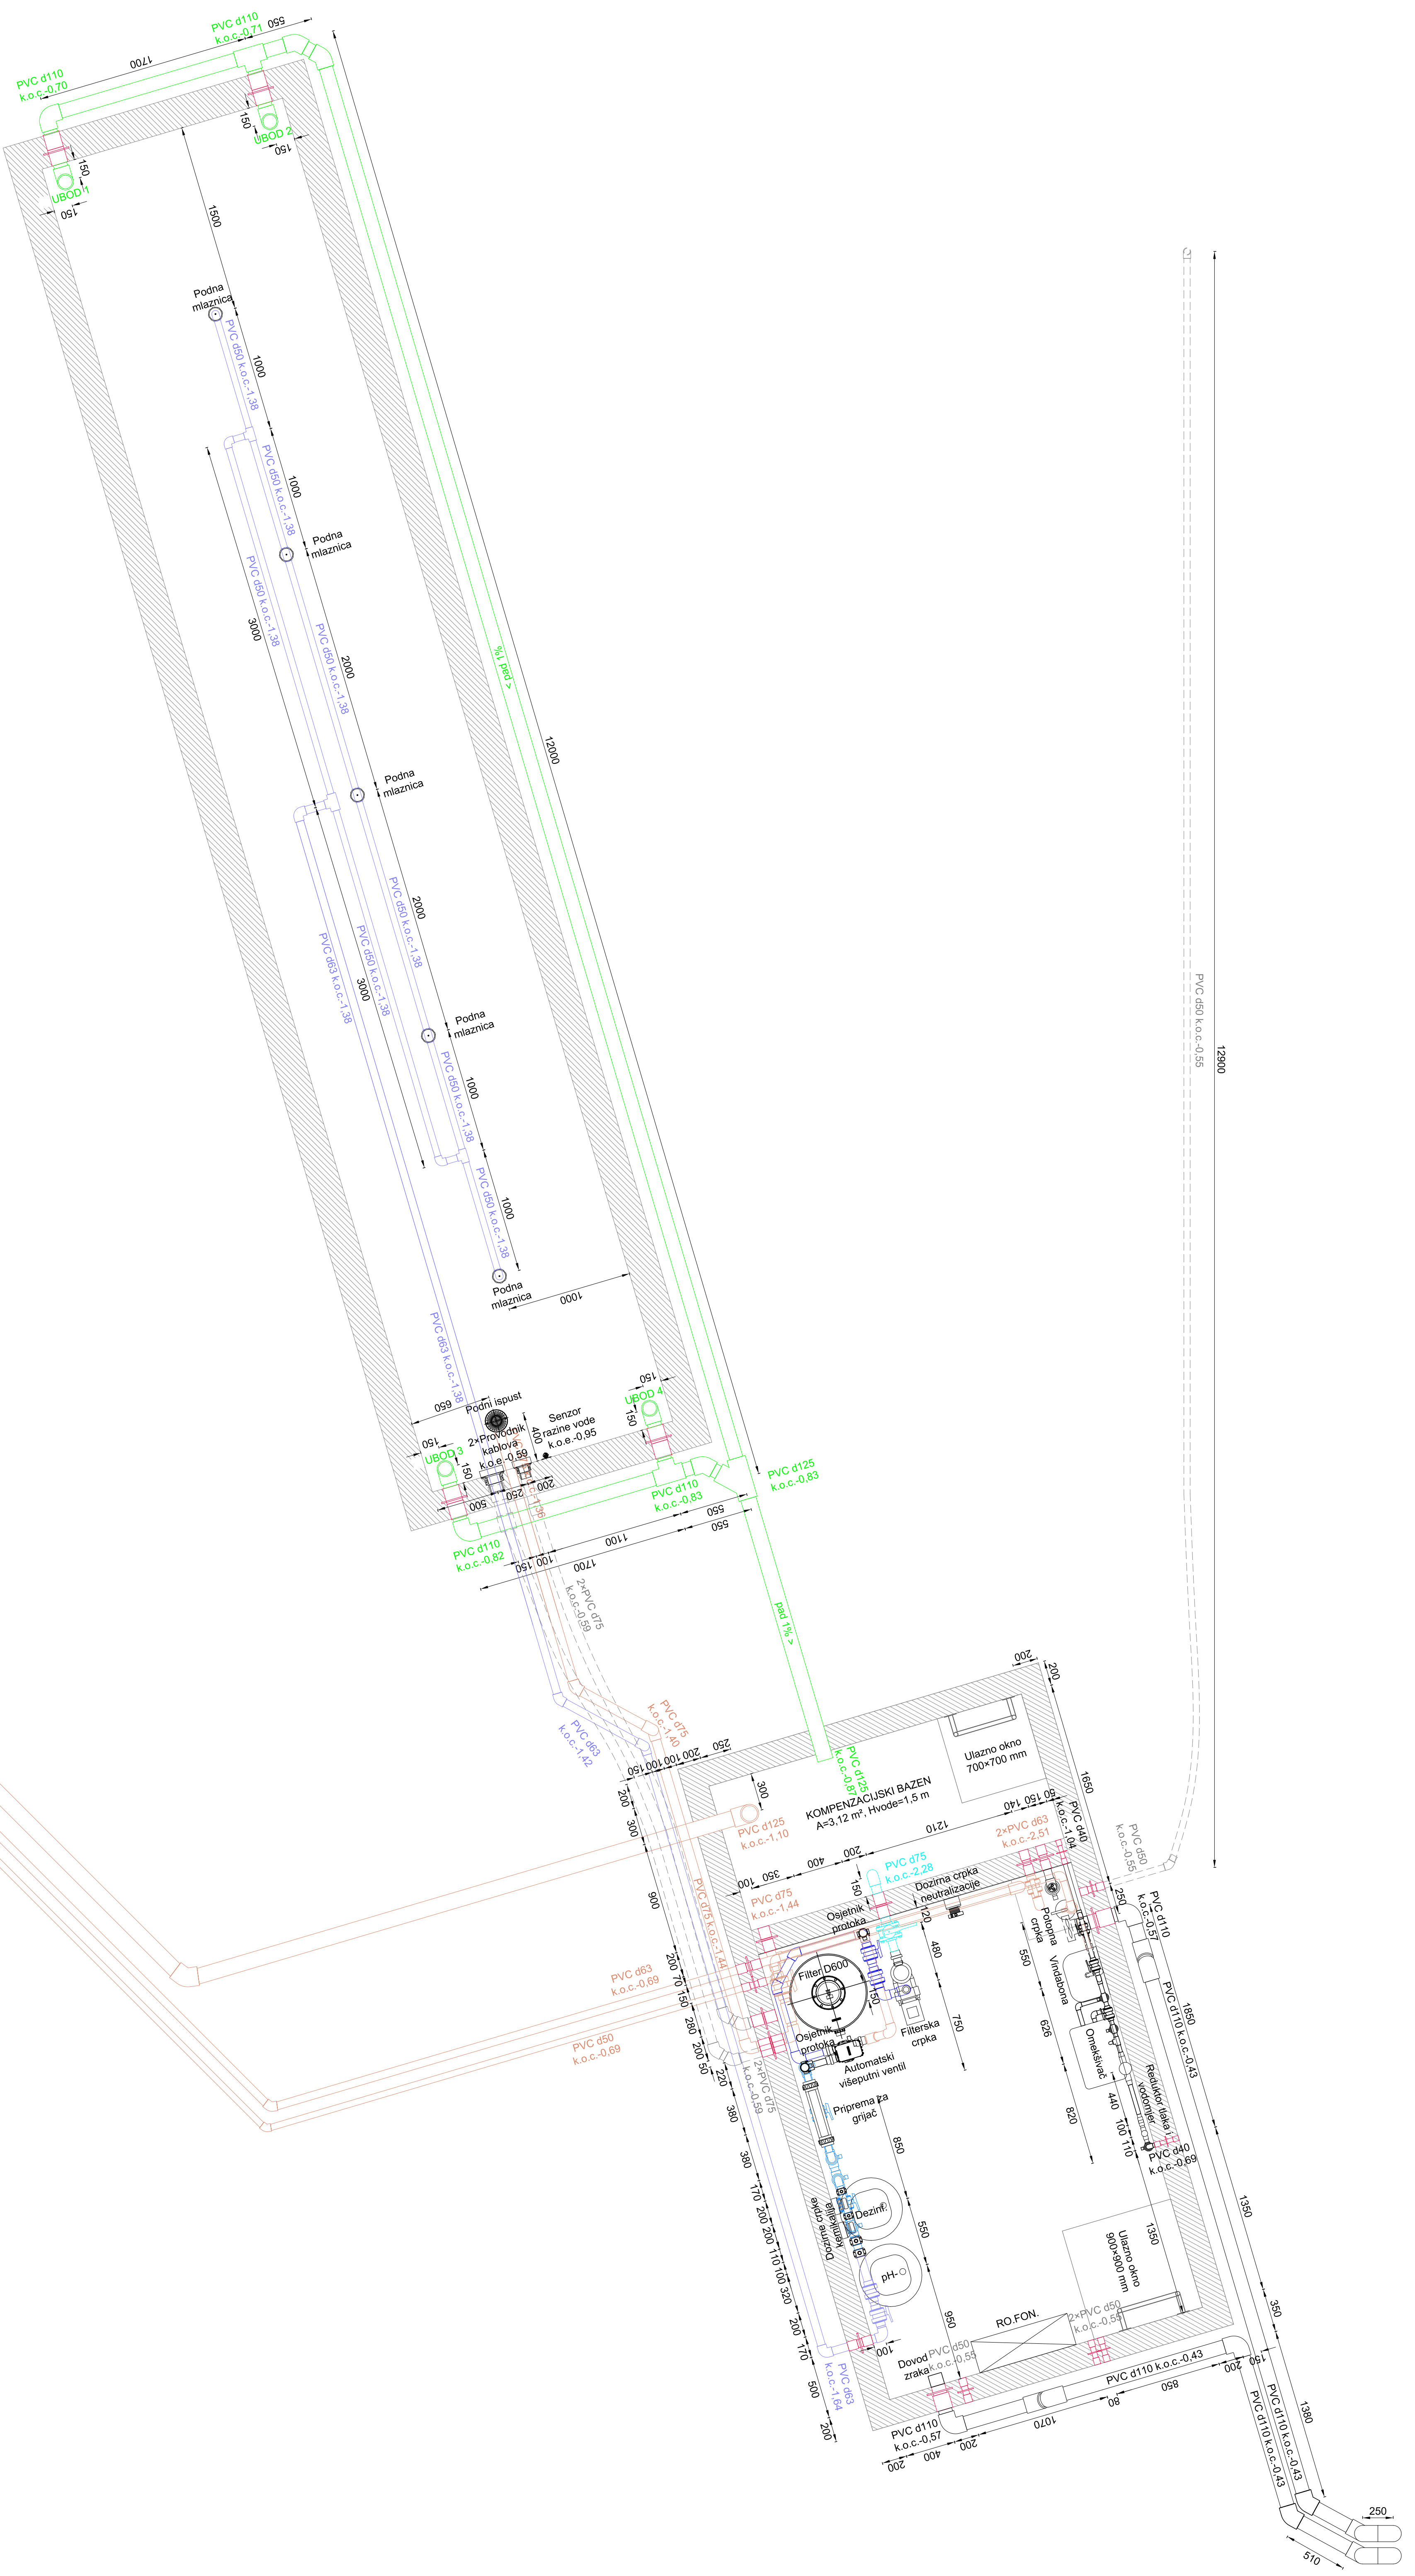 PVC d110
k.o.c.-0,71
550
1700
PVC d110
k.o.c.-0,70
150
UBOD 2
150
150
UBOD 1
150
1500
Podna
mlaznica
PVC d50 k.o.c.-1,38
1000
PVC d50 k.o.c.-1,38
1000
Podna
mlaznica
PVC d50 k.o.c.-1,38
3000
PVC d50 k.o.c.-1,38
2000
pad 1% >
12000
Podna
mlaznica
PVC d50 k.o.c.-1,38
2000
PVC d50 k.o.c.-1,38
3000
PVC d63 k.o.c.-1,38
Podna
mlaznica
PVC d50 k.o.c.-1,38
1000
PVC d50 k.o.c.-1,38
1000
Podna
mlaznica
1000
PVC d63 k.o.c.-1,38
650
Podni ispust
2×Provodnik
kablova
k.o.e.-0.59
400
Senzor
razine vode
k.o.e.-0,95
150
UBOD 4
150
150
UBOD 3
150
500
250
200
PVC d110
k.o.c.-0,83
PVC d125
k.o.c.-0,83
550
550
PVC d110
k.o.c.-0,82
150
100
1100
1700
2×PVC d75
k.o.c.-0.59
pad 1% >
PVC d50 k.o.c.-0,55
12900
PVC d75
k.o.c.-1,40
PVC d63
k.o.c.-1,42
150
100
100
200
250
200
200
Ulazno okno
700×700 mm
PVC d125
k.o.c.-0,87
KOMPENZACIJSKI BAZEN
A=3,12 m², Hvode=1,5 m
300
1650
200
300
PVC d125
k.o.c.-1,10
900
100
350
400
200
1210
140
150
50
PVC d40
k.o.c.-1,04
2×PVC d63
k.o.c.-2,51
PVC d50
k.o.c.-0,55
PVC d75
k.o.c.-2,28
150
PVC d75
k.o.c.-1,44
PVC d75 k.o.c.-1,44
Dozirna crpka
neutralizacije
Osjetnik
protoka
120
480
750
250
PVC d110
k.o.c.-0,57
Potopna
crpka
550
Vindabona
626
820
Omekšivač
440
100
110
Reduktor tlaka i
vodomjer
PVC d40
k.o.c.-0,69
1850
PVC d110 k.o.c.-0,43
PVC d63
k.o.c.-0,69
PVC d50
k.o.c.-0,69
Filter D600
150
Filterska
crpka
Osjetnik
protoka
Automatski
višeputni ventil
200
70
150
280
200
50
220
2×PVC d75
k.o.c.-0.59
Priprema za
grijač
850
380
380
170
200
200
110
100
320
200
170
500
200
Dozirne crpke
kemikalija
Dezinf.
550
pH-
950
100
1350
1350
Ulazno okno
900×900 mm
350
RO.FON.
2×PVC d50
k.o.c.-0,55
PVC d50
k.o.c.-0,55
Dovod
zraka
PVC d63
k.o.c.-1,64
PVC d110 k.o.c.-0,43
PVC d110
k.o.c.-0,57
200
400
200
1070
80
850
200
150
1380
PVC d110 k.o.c.-0,43
PVC d110 k.o.c.-0,43
250
510